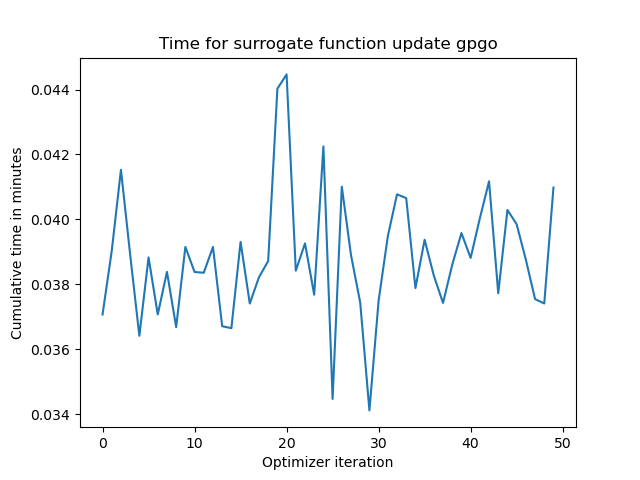 Time for surrogate function update gpgo
0.044
0.042
0.040
0.038
0.036
0.034
Cumulative time in minutes
0 10 20 30 40 50
Optimizer iteration